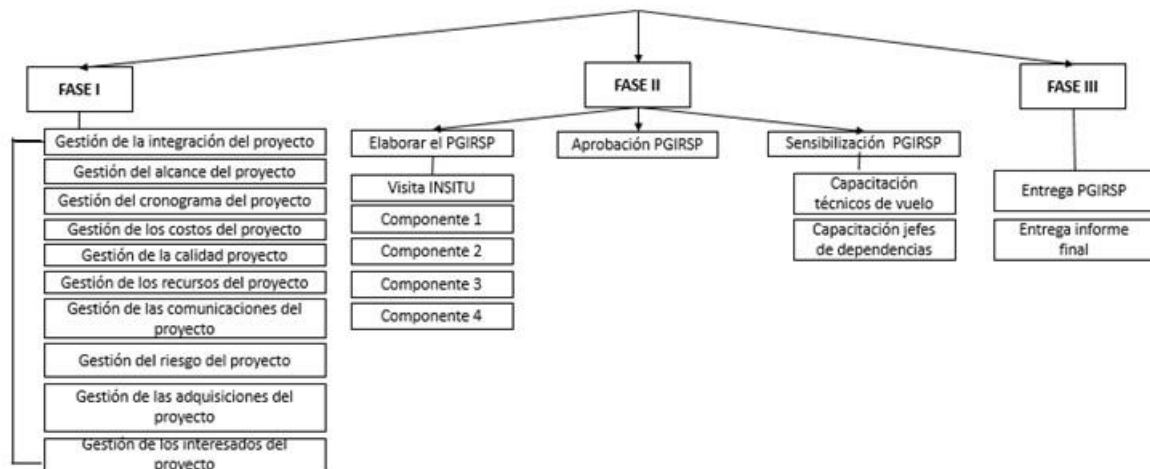 FASE I
Gestión de la integración del proyecto
Gestión del alcance del proyecto
Gestión del cronograma del proyecto
Gestión de los costos del proyecto
Gestión de la calidad proyecto
Gestión de los recursos del proyecto
Gestión de las comunicaciones del
proyecto
Gestión del riesgo del proyecto
Gestión de las adquisiciones del
proyecto
Gestión de los interesados del
proyecto
FASE II
Elaborar el PGIRSP
Visita INSITU
Componente 1
Componente 2
Componente 3
Componente 4
Aprobación PGIRSP
Sensibilización PGIRSP
Capacitación
técnicos de vuelo
Capacitación jefes
de dependencias
FASE III
Entrega PGIRSP
Entrega informe
final